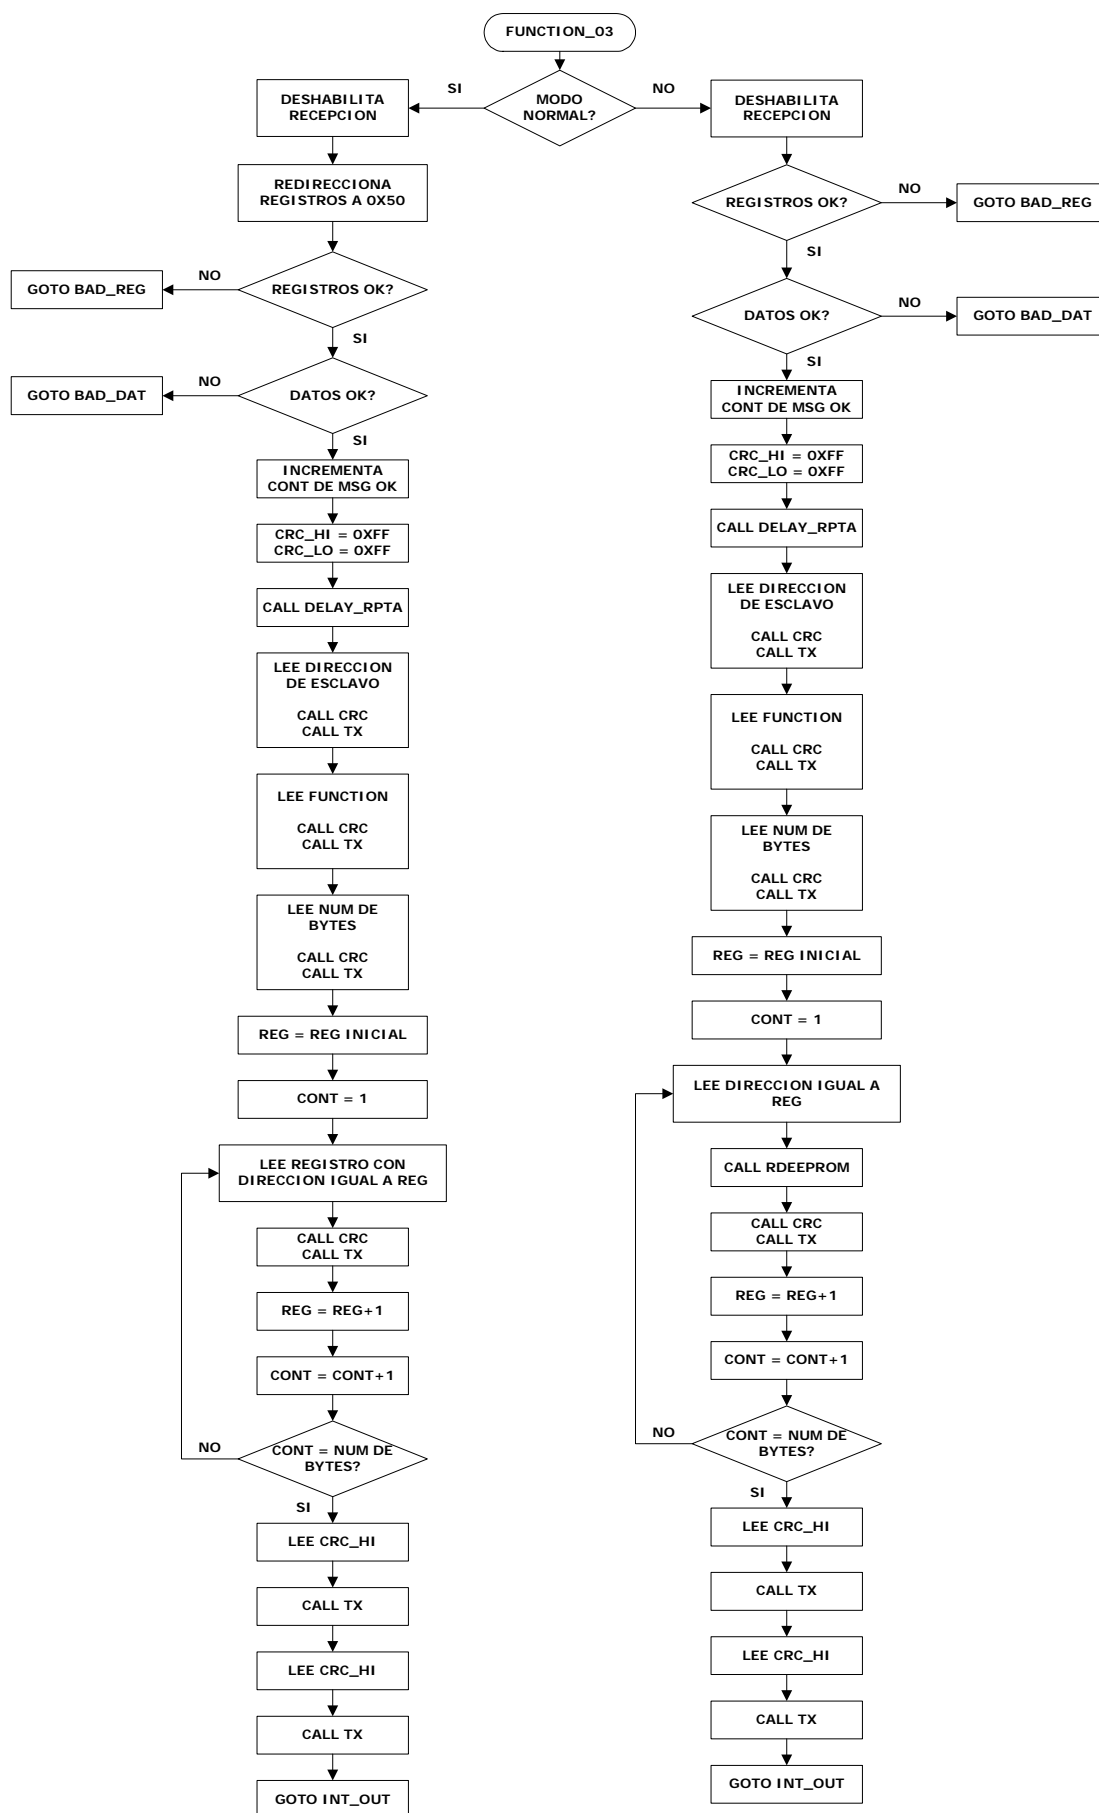 FUNCTION_03
MODO
NORMAL?
SI
NO
DESHABILITA
RECEPCION
REDIRECCIONA
REGISTROS A 0X50
REGISTROS OK?
NO
GOTO BAD_REG
SI
DATOS OK?
NO
GOTO BAD_DAT
SI
INCREMENTA
CONT DE MSG OK
CRC_HI = 0XFF
CRC_LO = 0XFF
CALL DELAY_RPTA
LEE DIRECCION
DE ESCLAVO
CALL CRC
CALL TX
LEE FUNCTION
CALL CRC
CALL TX
LEE NUM DE
BYTES
CALL CRC
CALL TX
REG = REG INICIAL
CONT = 1
LEE REGISTRO CON
DIRECCION IGUAL A REG
CALL CRC
CALL TX
REG = REG+1
CONT = CONT+1
CONT = NUM DE
BYTES?
NO
SI
LEE CRC_HI
CALL TX
LEE CRC_HI
CALL TX
GOTO INT_OUT
DESHABILITA
RECEPCION
REGISTROS OK?
NO
GOTO BAD_REG
SI
DATOS OK?
NO
GOTO BAD_DAT
SI
INCREMENTA
CONT DE MSG OK
CRC_HI = 0XFF
CRC_LO = 0XFF
CALL DELAY_RPTA
LEE DIRECCION
DE ESCLAVO
CALL CRC
CALL TX
LEE FUNCTION
CALL CRC
CALL TX
LEE NUM DE
BYTES
CALL CRC
CALL TX
REG = REG INICIAL
CONT = 1
LEE DIRECCION IGUAL A
REG
CALL RDEEPROM
CALL CRC
CALL TX
REG = REG+1
CONT = CONT+1
CONT = NUM DE
BYTES?
NO
SI
LEE CRC_HI
CALL TX
LEE CRC_HI
CALL TX
GOTO INT_OUT